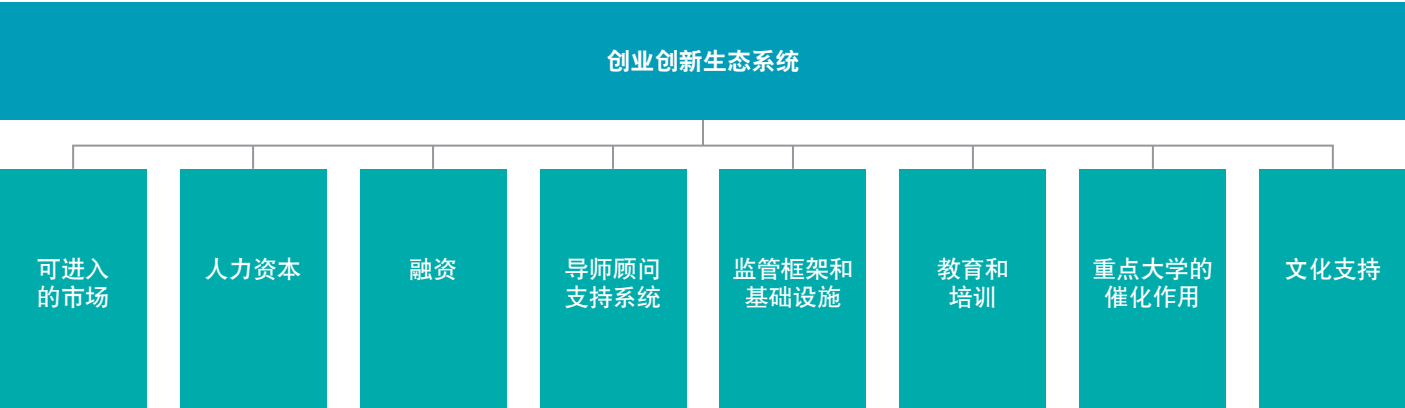 创业创新生态系统
可进入
的市场
人力资本
融资
导师顾问
支持系统
监管框架和
基础设施
教育和
培训
重点大学的
催化作用
文化支持